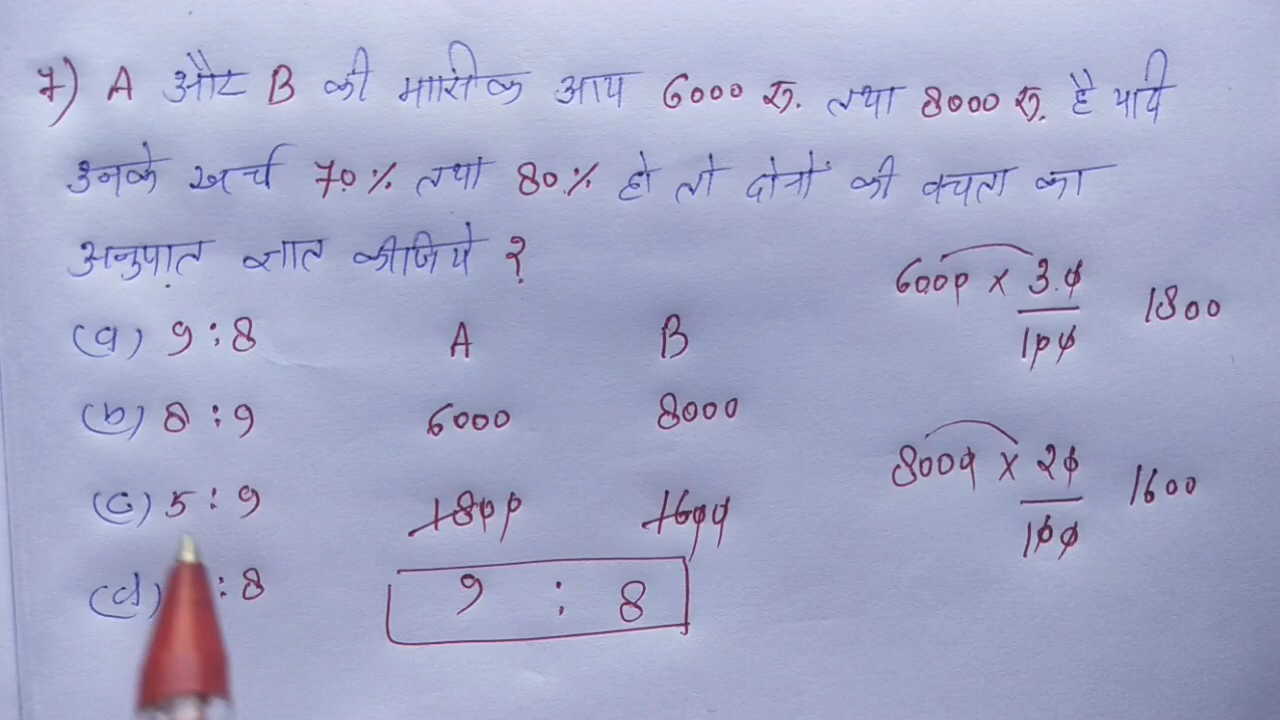 7) A और B की मासीक आय 6000 रु. तथा 8000 रु. है यदि
उनके खर्च 70% तथा 80% हो तो दोनों की बचत का
अनुपात ज्ञात कीजिये ?
(a) 9 : 8
(b) 8 : 9
(c) 5 : 9
(d) : 8
A B
6000 8000
1800 1600
9 : 8
6000 × 30/100 1800
8000 × 20/100 1600